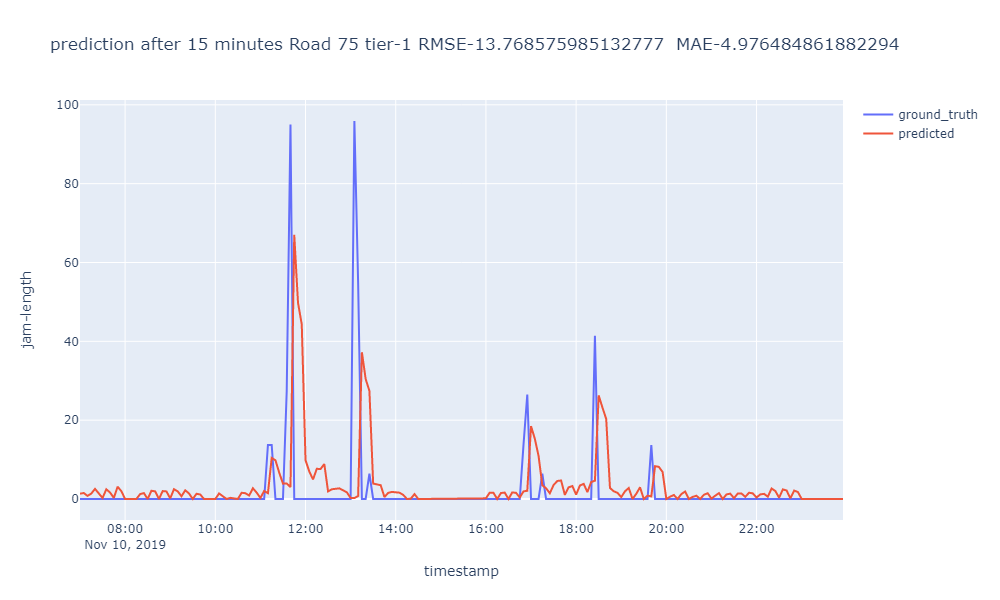 prediction after 15 minutes Road 75 tier-1 RMSE-13.768575985132777  MAE-4.976484861882294
ground_truth
predicted
100
80
60
40
20
0
jam-length
08:00 10:00 12:00 14:00 16:00 18:00 20:00 22:00
Nov 10, 2019
timestamp